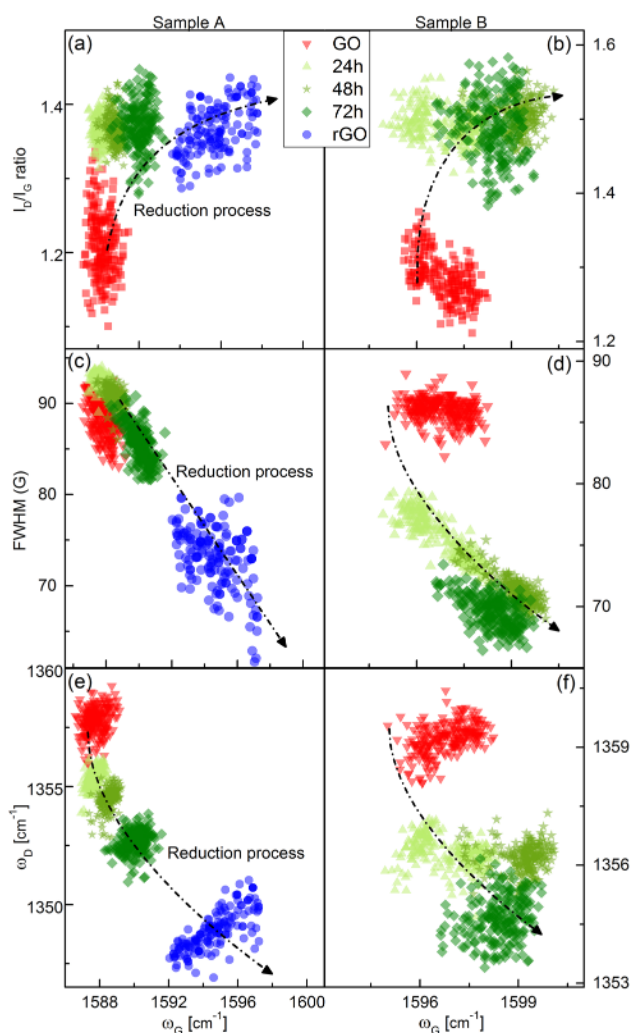 Sample A Sample B
(a) GO (b) 1.6
24h
48h
1.4 72h
rGO
I_D/I_G ratio
Reduction process 1.4
1.2
1.2
(c) (d) 90
90
Reduction process
FWHM (G) 80 80
70
70
1360
(e) (f)
1359
1355
ω_D [cm⁻¹]
Reduction process
1356
1350
1353
1588 1592 1596 1600 1596 1599
ω_G [cm⁻¹] ω_G [cm⁻¹]